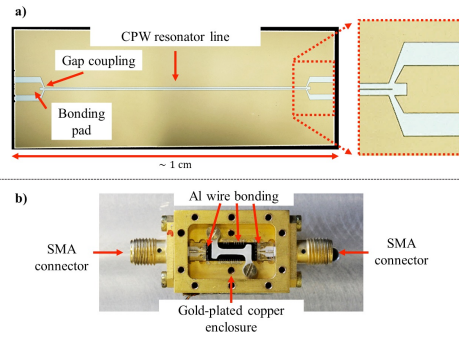 a)
CPW resonator line
Gap coupling
Bonding
pad
~ 1 cm
b)
Al wire bonding
SMA
connector
SMA
connector
Gold-plated copper
enclosure